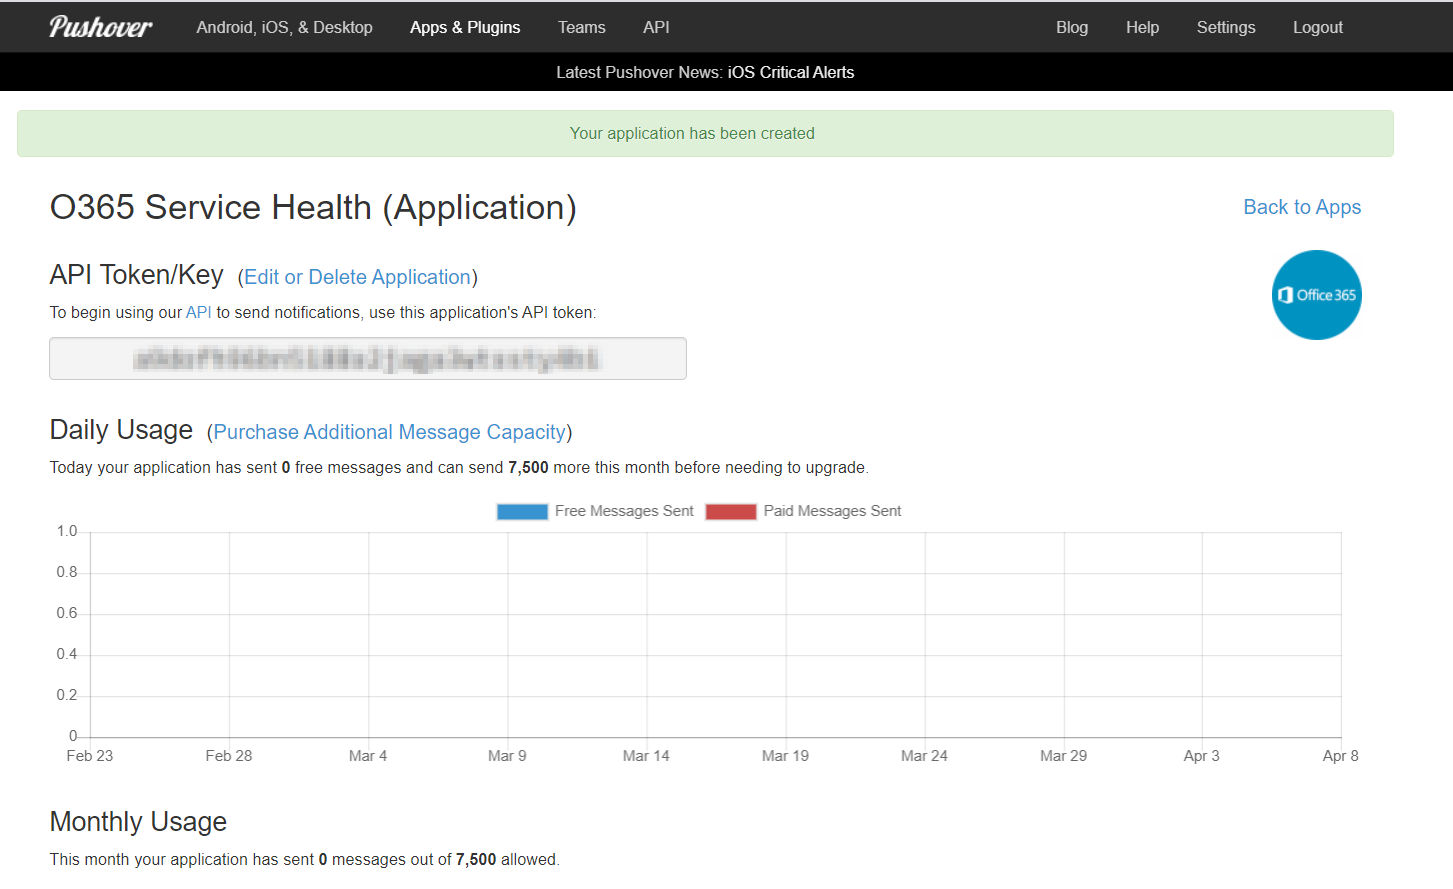 Pushover Android, iOS, & Desktop Apps & Plugins Teams API Blog Help Settings Logout
Latest Pushover News: iOS Critical Alerts
Your application has been created
O365 Service Health (Application) Back to Apps
API Token/Key (Edit or Delete Application)
Office 365
To begin using our API to send notifications, use this application's API token:
Daily Usage (Purchase Additional Message Capacity)
Today your application has sent 0 free messages and can send 7,500 more this month before needing to upgrade.
Free Messages Sent Paid Messages Sent
1.0
0.8
0.6
0.4
0.2
0
Feb 23 Feb 28 Mar 4 Mar 9 Mar 14 Mar 19 Mar 24 Mar 29 Apr 3 Apr 8
Monthly Usage
This month your application has sent 0 messages out of 7,500 allowed.